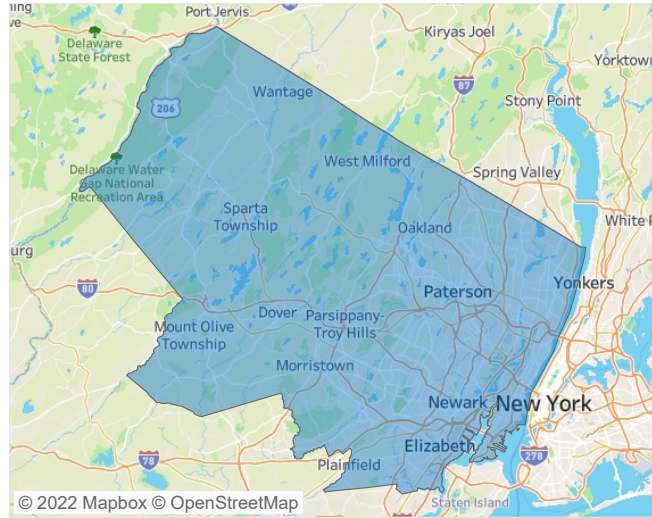 Port Jervis
Kiryas Joel
Delaware
State Forest
Yorktown
87
Wantage
206
Stony Point
West Milford
Spring Valley
Delaware Water
Gap National
Recreation Area
Sparta
Township
Oakland
White
80
Yonkers
Paterson
Dover
Parsippany-
Troy Hills
Mount Olive
Township
Morristown
Newark
New York
Elizabeth
78
Plainfield
278
Staten Island
© 2022 Mapbox © OpenStreetMap